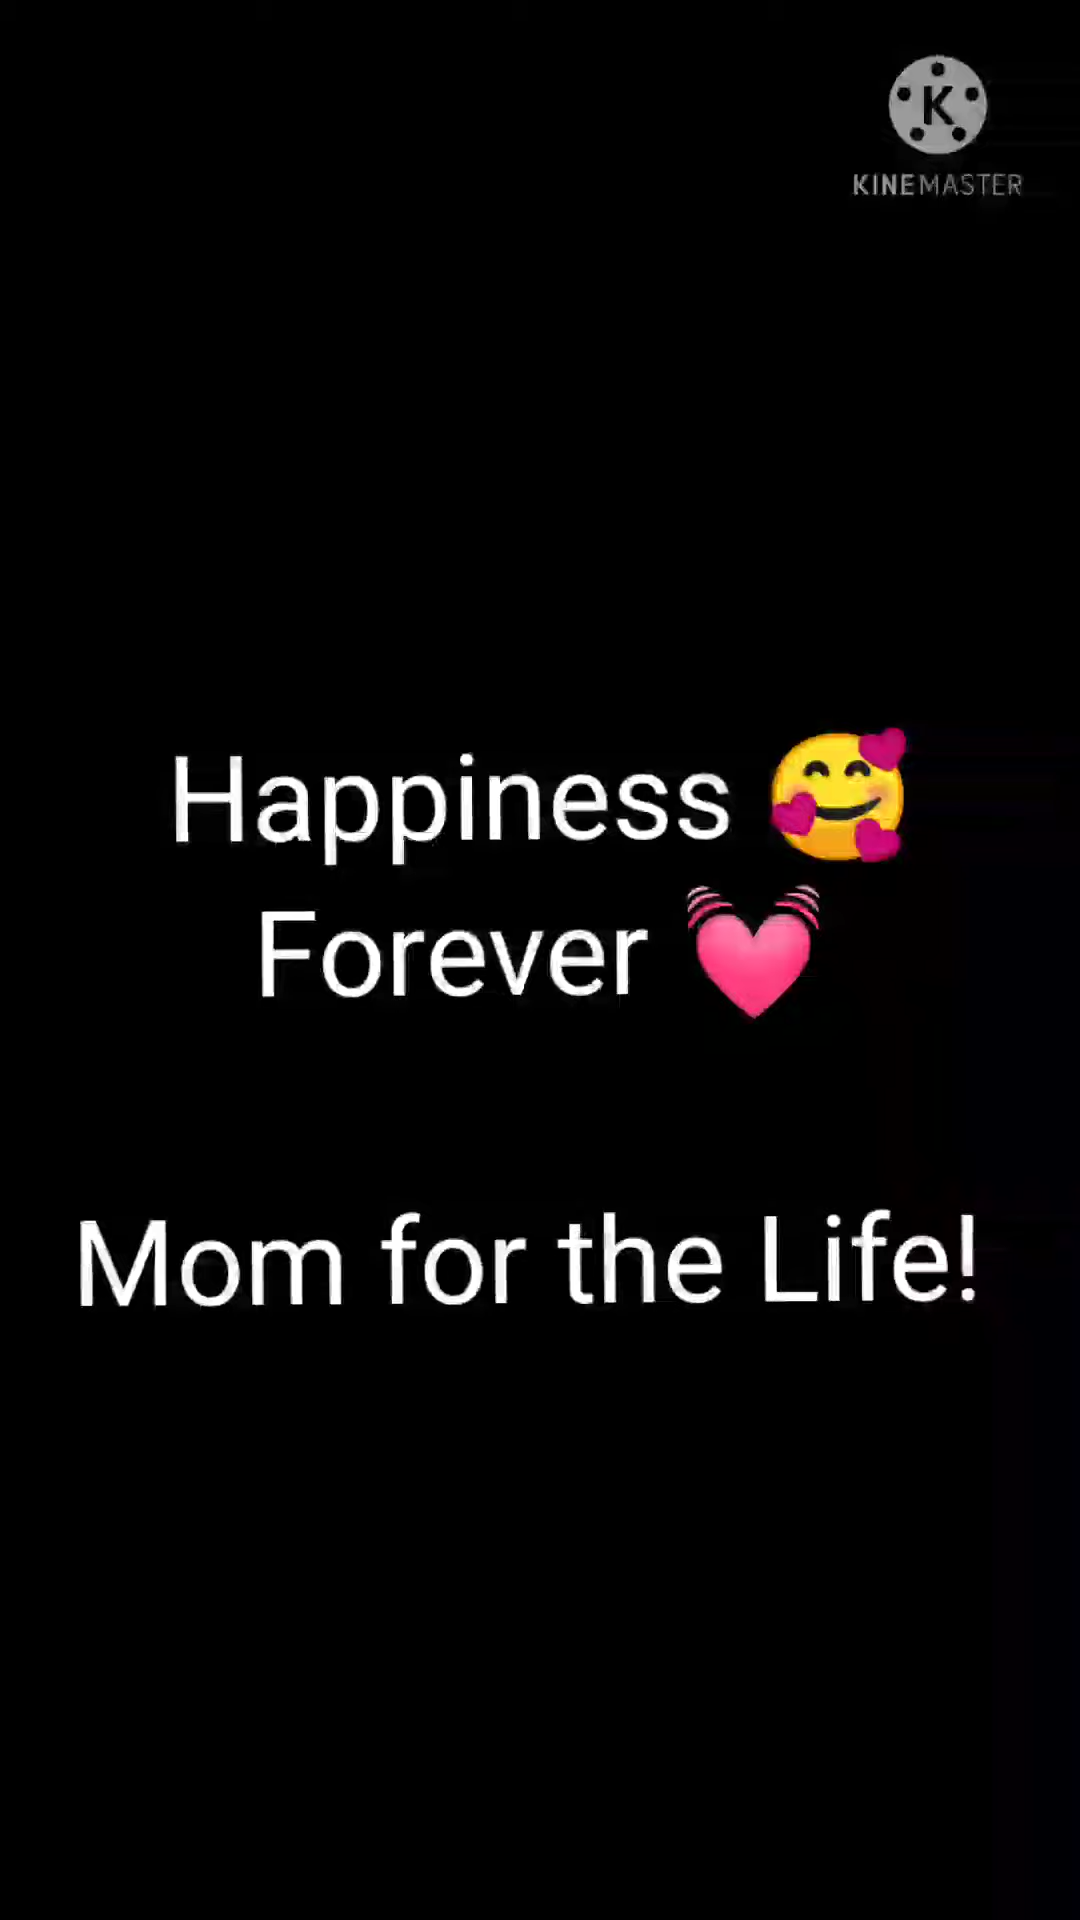 K
KINEMASTER
Happiness 🥰
Forever 💓
Mom for the Life!